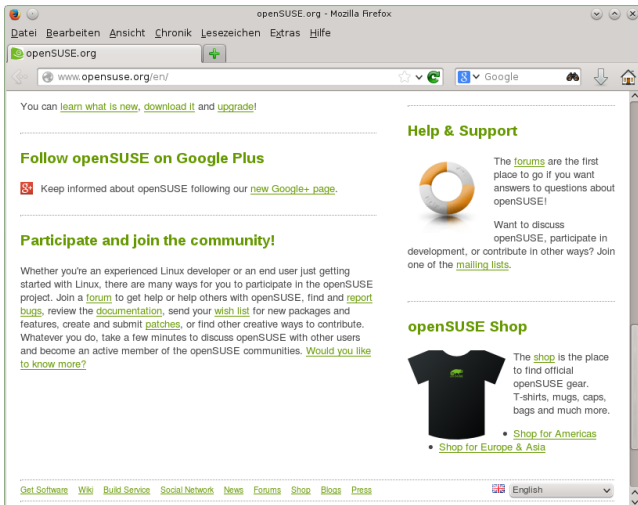 openSUSE.org - Mozilla Firefox
Datei Bearbeiten Ansicht Chronik Lesezeichen Extras Hilfe
openSUSE.org
www.opensuse.org/en/
Google
You can learn what is new, download it and upgrade!
Follow openSUSE on Google Plus
Keep informed about openSUSE following our new Google+ page.
Participate and join the community!
Whether you're an experienced Linux developer or an end user just getting
started with Linux, there are many ways for you to participate in the openSUSE
project. Join a forum to get help or help others with openSUSE, find and report
bugs, review the documentation, send your wish list for new packages and
features, create and submit patches, or find other creative ways to contribute.
Whatever you do, take a few minutes to discuss openSUSE with other users
and become an active member of the openSUSE communities. Would you like
to know more?
Help & Support
The forums are the first
place to go if you want
answers to questions about
openSUSE!
Want to discuss
openSUSE, participate in
development, or contribute in other ways? Join
one of the mailing lists.
openSUSE Shop
The shop is the place
to find official
openSUSE gear.
T-shirts, mugs, caps,
bags and much more.
• Shop for Americas
• Shop for Europe & Asia
Get Software Wiki Build Service Social Network News Forums Shop Blogs Press
English